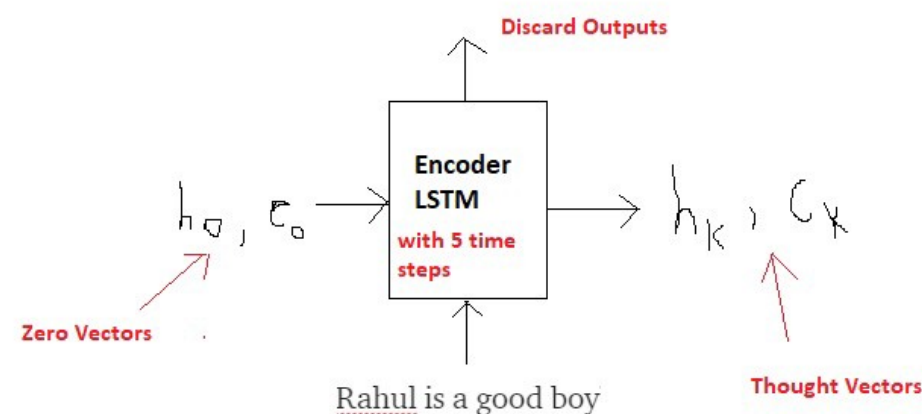 Discard Outputs
Encoder
LSTM
with 5 time
steps
h0, c0
hk, Ck
Zero Vectors
Thought Vectors
Rahul is a good boy